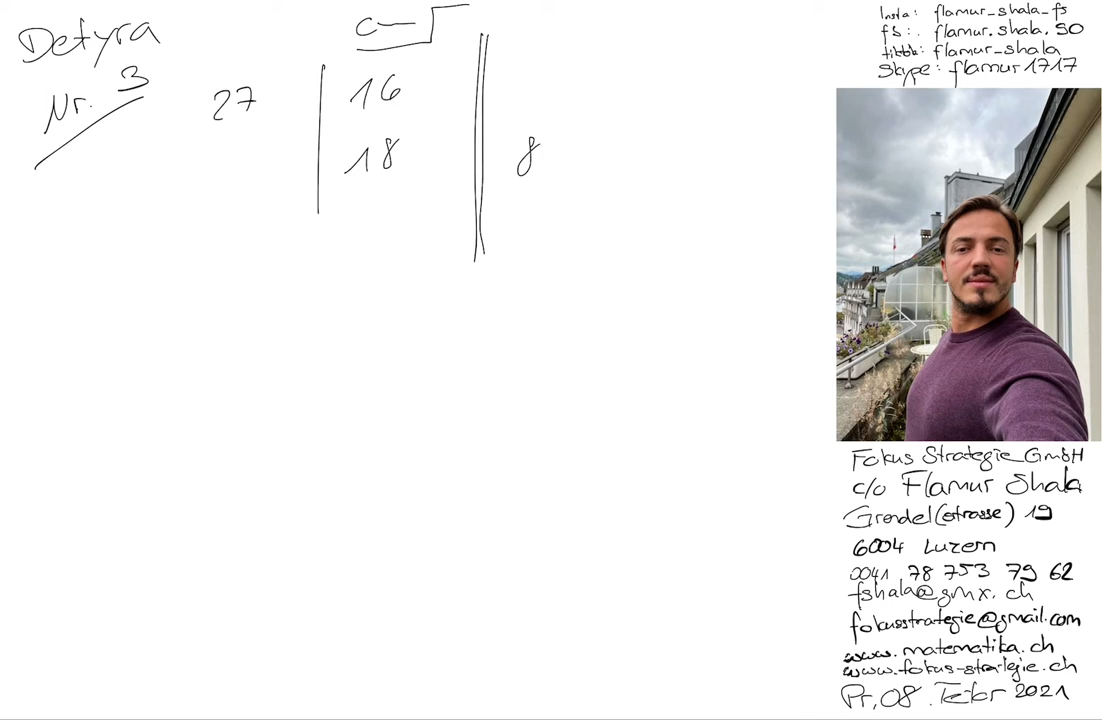 Detyra
Nr. 3
27 16
18 8
Insta: flamur_shala_fs
fb: flamur.shala.50
tiktok: flamur_shala
Skype: flamur1717
Fokus Strategie GmbH
c/o Flamur Shala
Grendel(strasse) 19
6004 Luzern
0041 78 753 79 62
fshala@gmx.ch
fokusstrategie@gmail.com
www.matematika.ch
www.fokus-strategie.ch
Pr, 08. Febr 2021